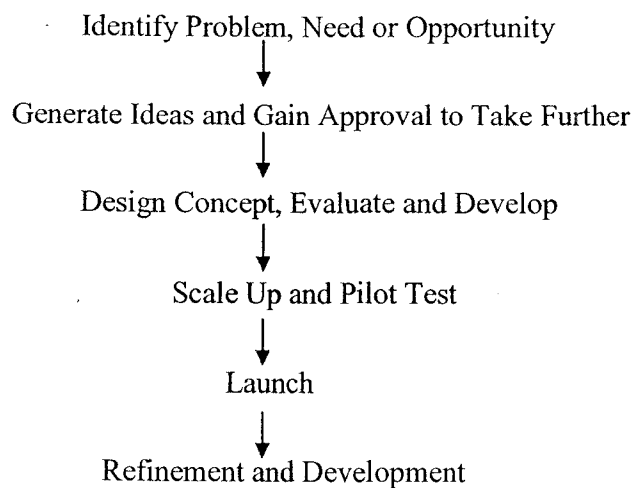 Identify Problem, Need or Opportunity
Generate Ideas and Gain Approval to Take Further
Design Concept, Evaluate and Develop
Scale Up and Pilot Test
Launch
Refinement and Development